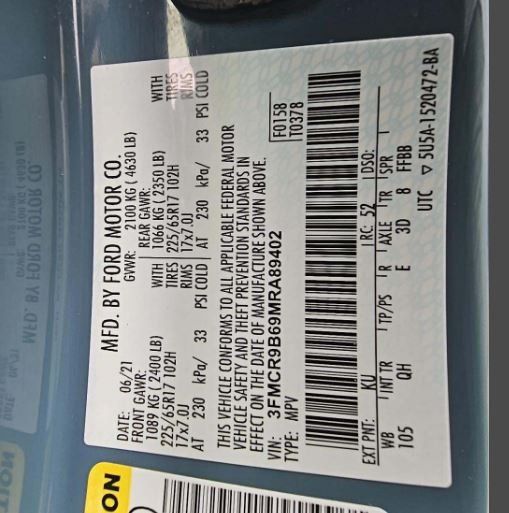 MFD. BY FORD MOTOR CO.
DATE: 06/21 GVWR: 2100 KG ( 4630 LB)
FRONT GAWR: REAR GAWR:
1089 KG ( 2400 LB) WITH 1066 KG ( 2350 LB) WITH
225/65R17 102H TIRES 225/65R17 102H TIRES
17x7.0J RIMS 17x7.0J RIMS
AT 230 kPa/ 33 PSI COLD AT 230 kPa/ 33 PSI COLD
THIS VEHICLE CONFORMS TO ALL APPLICABLE FEDERAL MOTOR
VEHICLE SAFETY AND THEFT PREVENTION STANDARDS IN
EFFECT ON THE DATE OF MANUFACTURE SHOWN ABOVE.
VIN: 3FMCR9B69MRA89402 F0158
TYPE: MPV T0378
EXT PNT: KU RC: 52 DSO:
WB INT TR TP/PS R AXLE TR SPR
105 QH E 3D 8 FFBB
UTC ▽ 5U5A-1520472-BA
ON
MFD. BY FORD MOTOR CO.